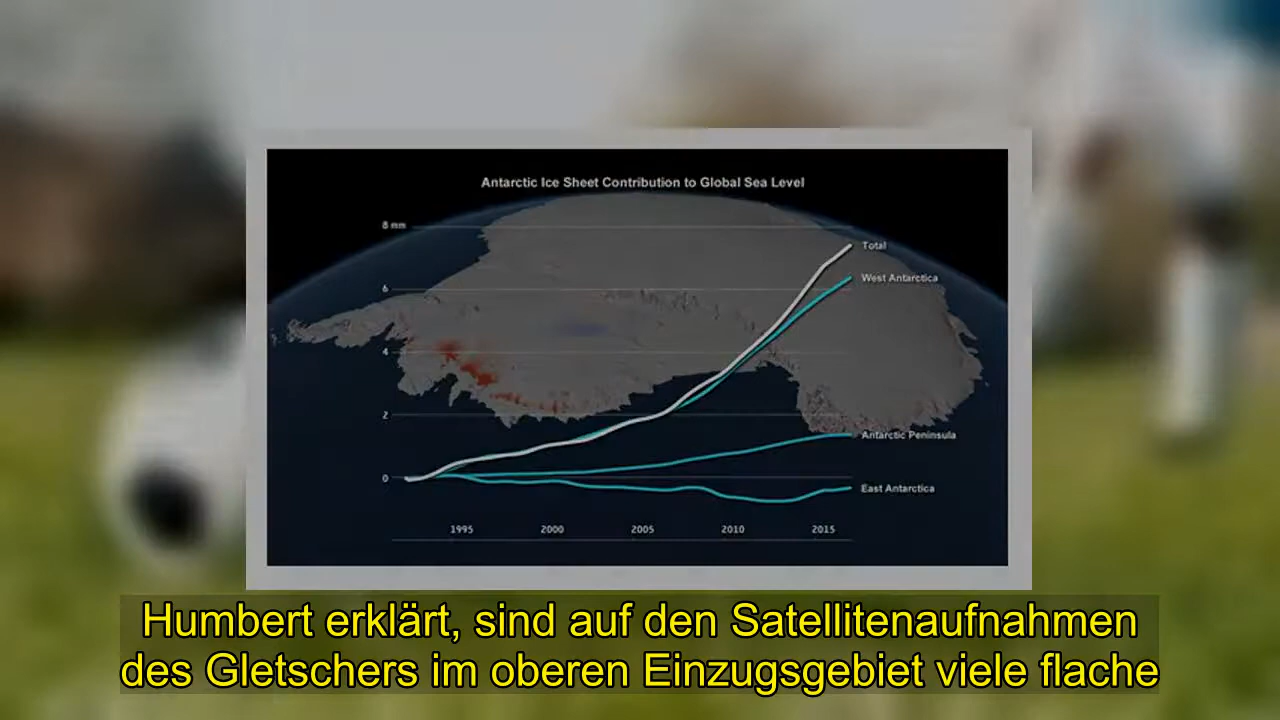 Antarctic Ice Sheet Contribution to Global Sea Level
8 mm
Total
West Antarctica
6
4
2
Antarctic Peninsula
0
East Antarctica
1995 2000 2005 2010 2015
Humbert erklärt, sind auf den Satellitenaufnahmen
des Gletschers im oberen Einzugsgebiet viele flache